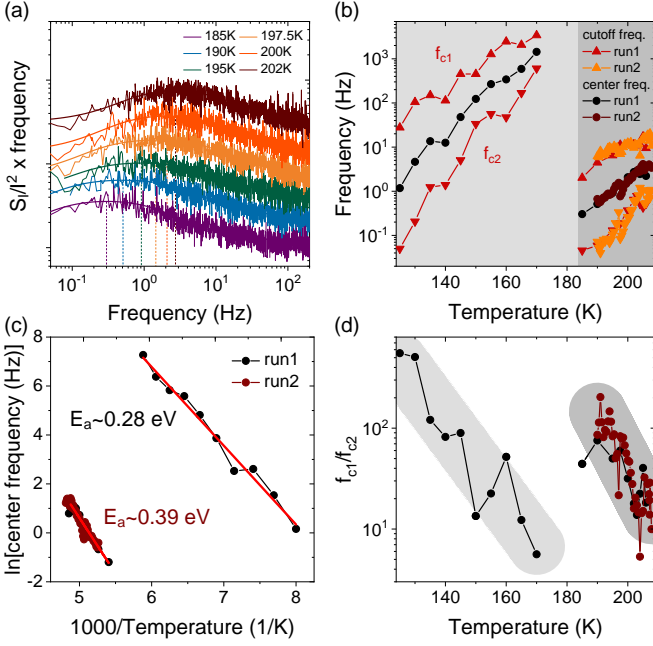 (a)
185K
197.5K
190K
200K
195K
202K
S_I/I² x frequency
10⁻¹
10⁰
10¹
10²
Frequency (Hz)
(b)
10³
10²
10¹
10⁰
10⁻¹
Frequency (Hz)
f_c1
f_c2
cutoff freq.
run1
run2
center freq.
run1
run2
140
160
180
200
Temperature (K)
(c)
8
6
4
2
0
-2
ln[center frequency (Hz)]
run1
run2
E_a~0.28 eV
E_a~0.39 eV
5
6
7
8
1000/Temperature (1/K)
(d)
10²
10¹
f_c1/f_c2
140
160
180
200
Temperature (K)